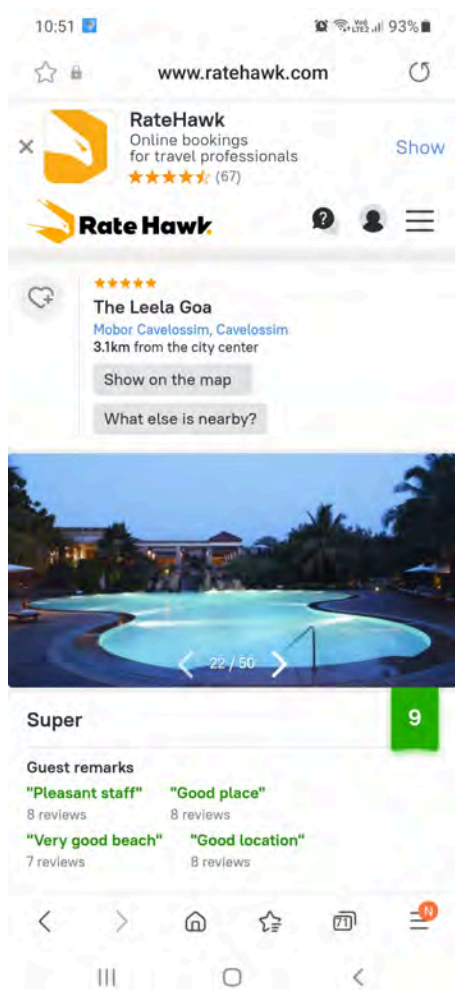 10:51
93%
www.ratehawk.com
RateHawk
Online bookings
for travel professionals
(67)
Show
Rate Hawk.
The Leela Goa
Mobor Cavelossim, Cavelossim
3.1km from the city center
Show on the map
What else is nearby?
22 / 50
Super
9
Guest remarks
"Pleasant staff" "Good place"
8 reviews 8 reviews
"Very good beach" "Good location"
7 reviews 8 reviews
71
N